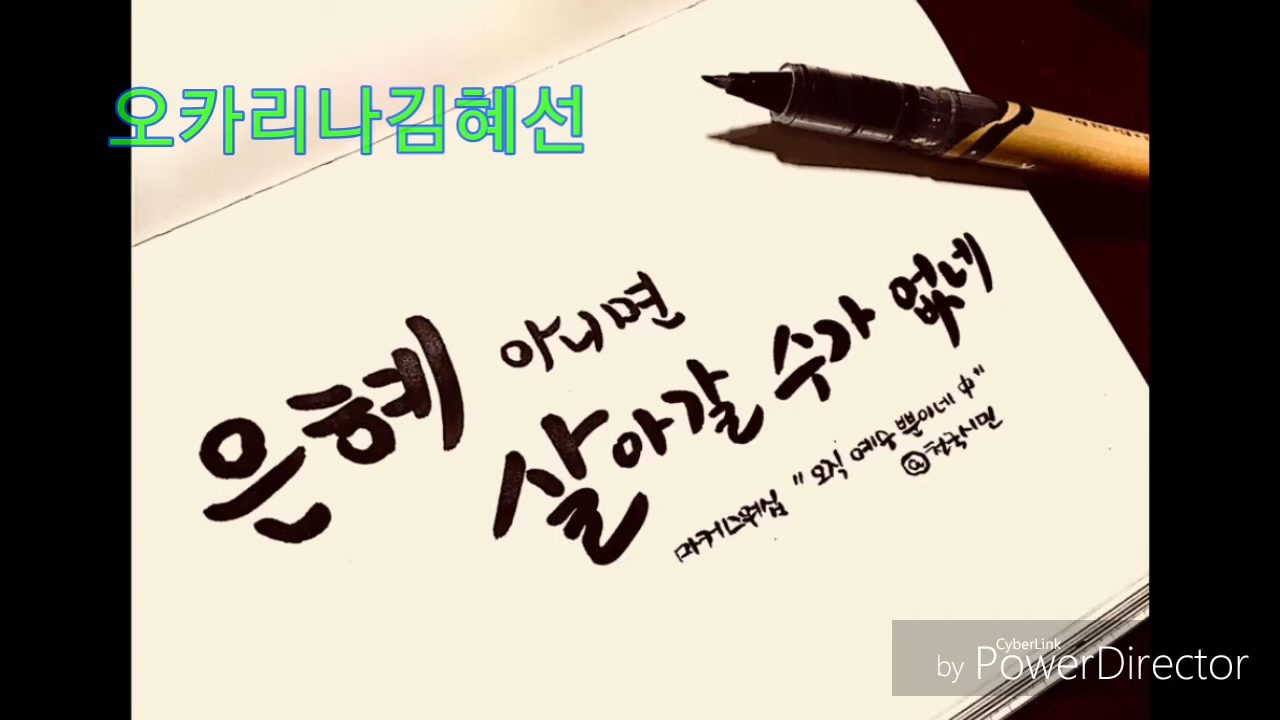 오카리나김혜선
은혜 아니면
살아갈 수가 없네
마커스워십 "오직 예수뿐이네 中"
@천국시민
CyberLink
by PowerDirector